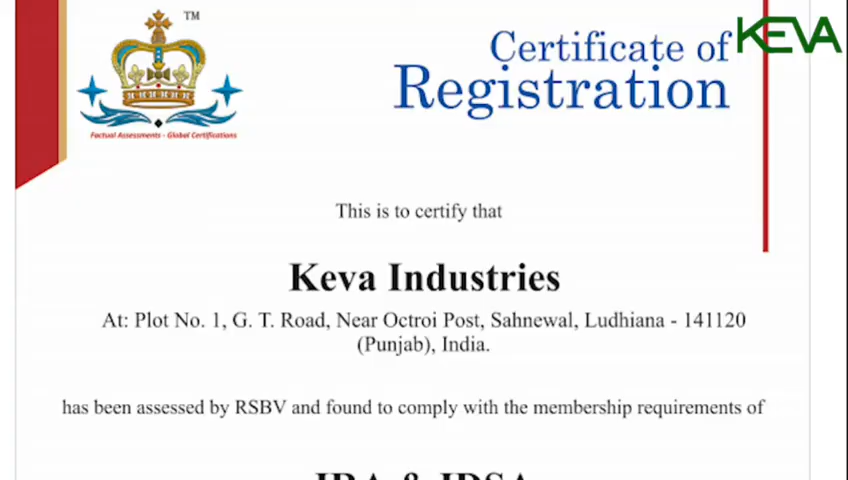 TM
KEVA
Certificate of
Registration
Factual Assessments - Global Certifications
This is to certify that
Keva Industries
At: Plot No. 1, G. T. Road, Near Octroi Post, Sahnewal, Ludhiana - 141120
(Punjab), India.
has been assessed by RSBV and found to comply with the membership requirements of